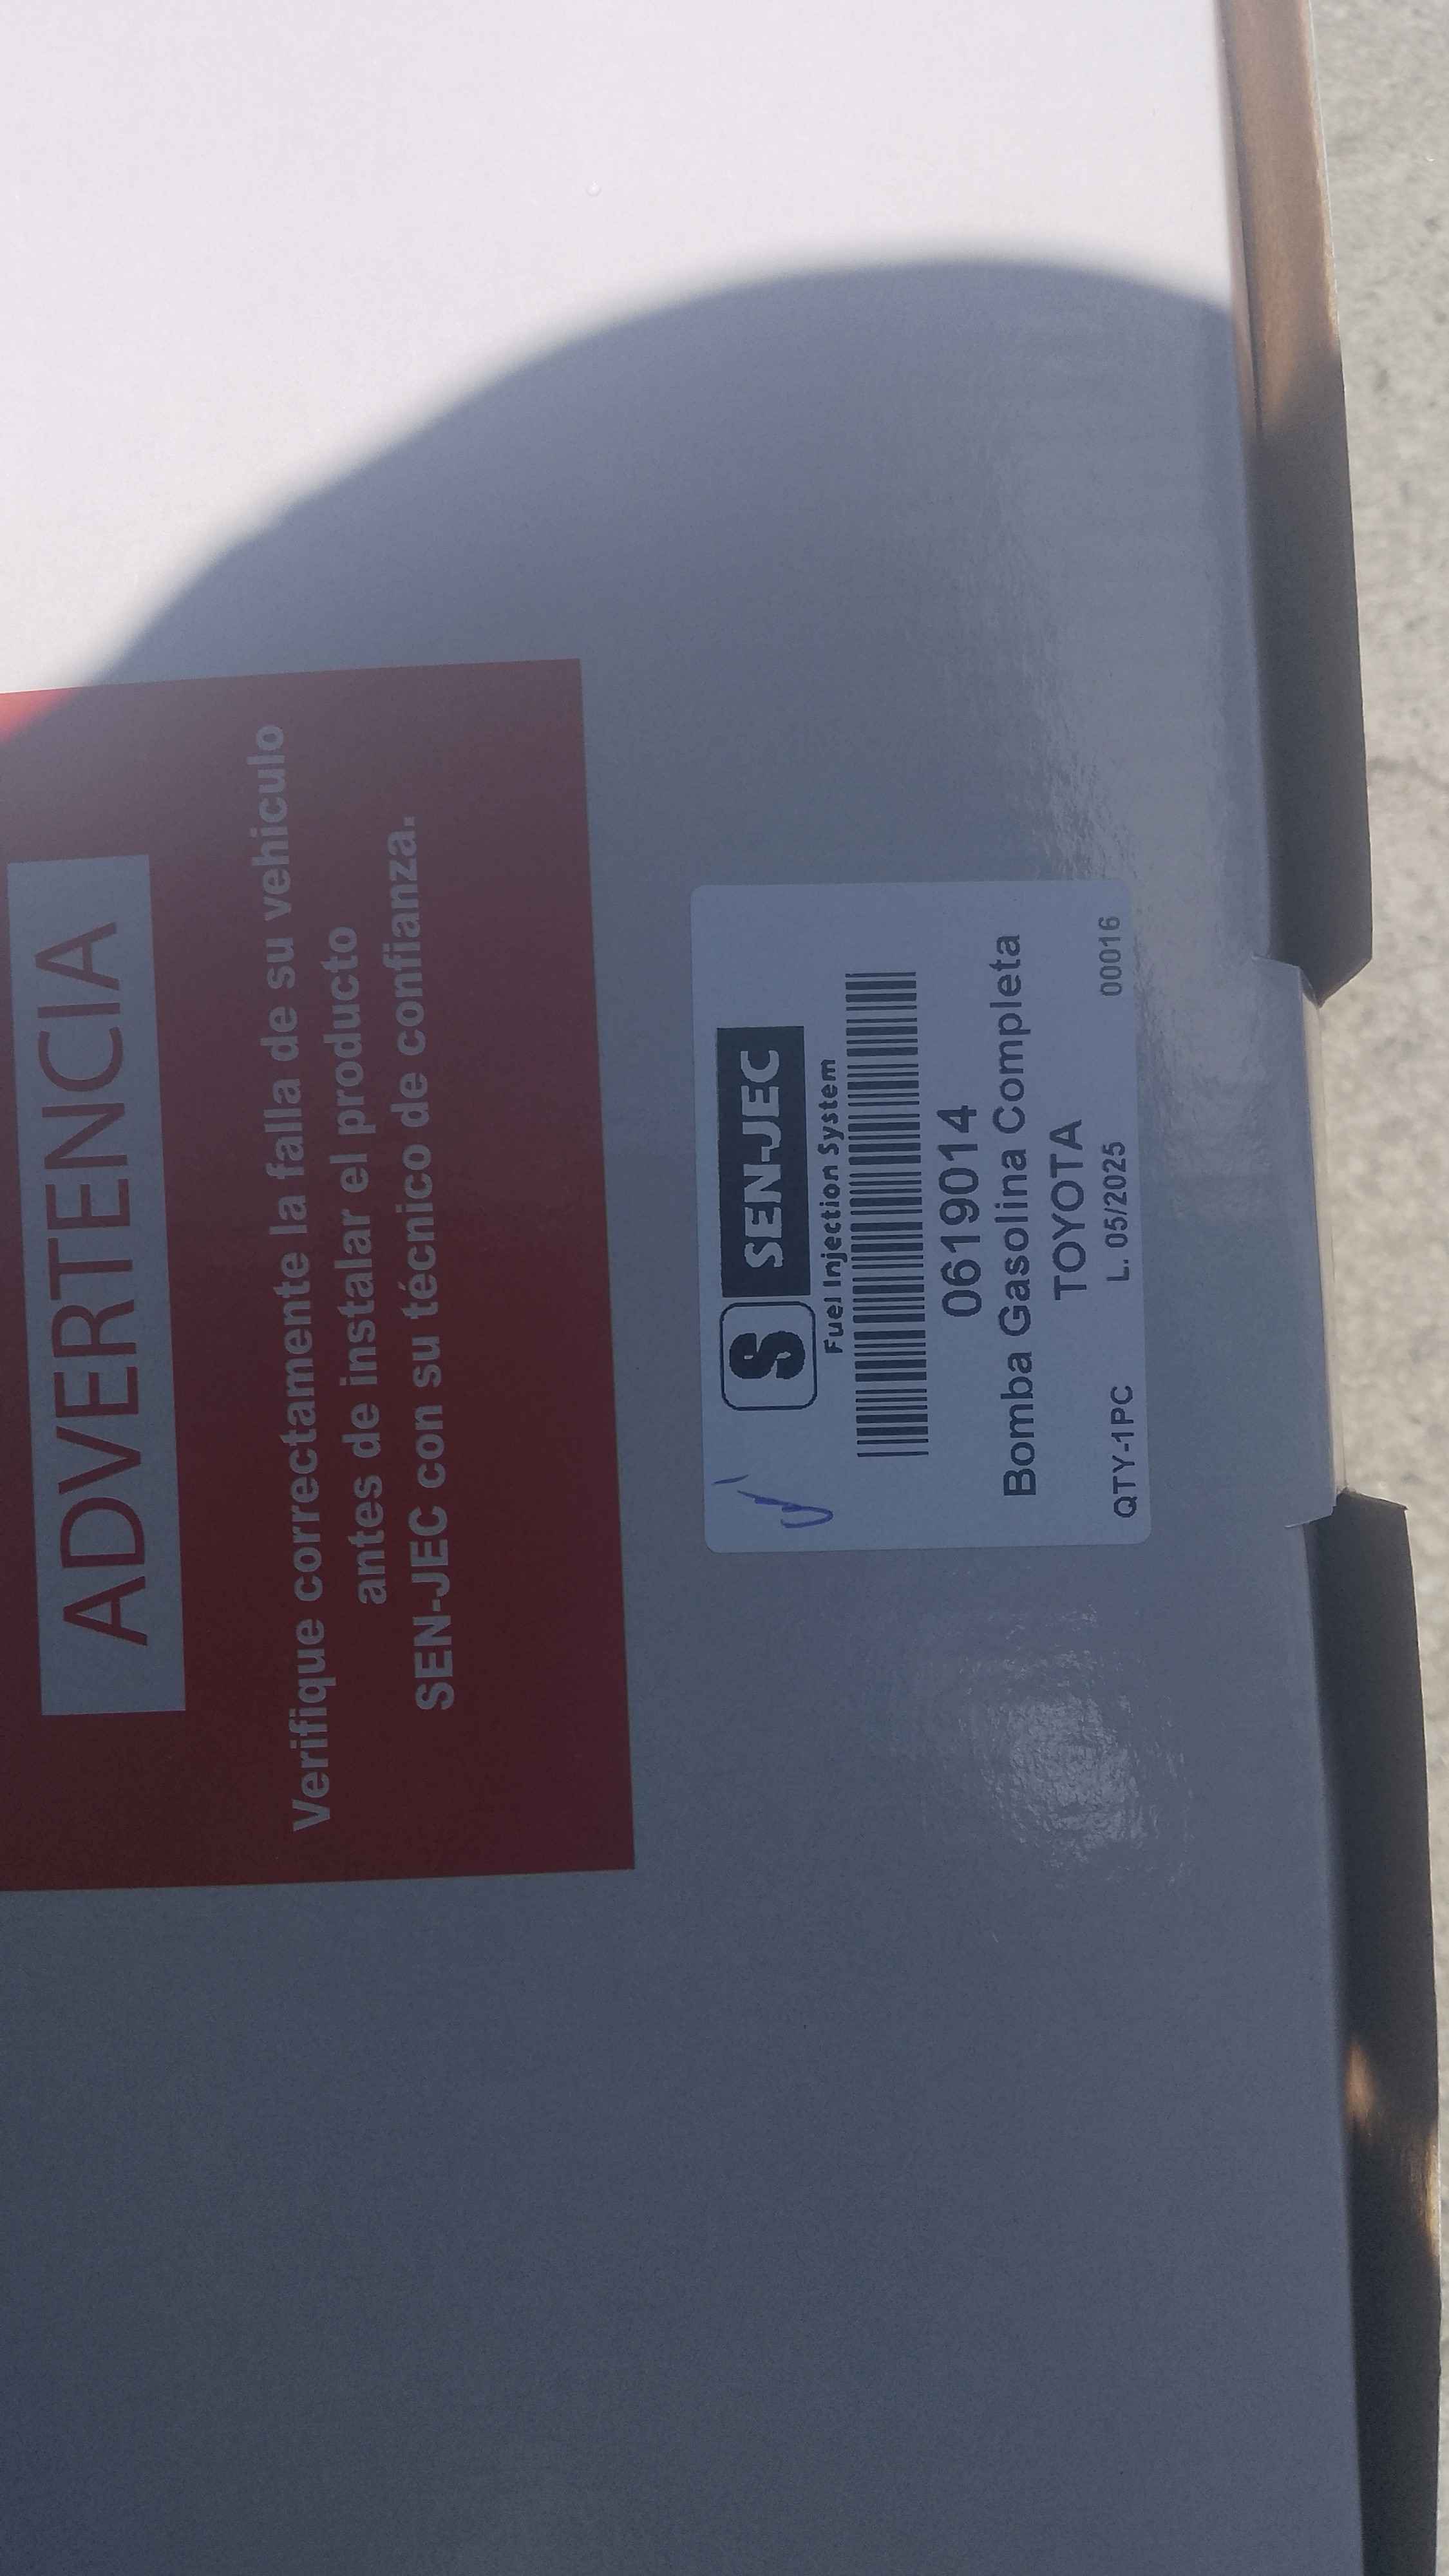 ADVERTENCIA
Verifique correctamente la falla de su vehiculo
antes de instalar el producto
SEN-JEC con su técnico de confianza.
S SEN-JEC
Fuel Injection System
0619014
Bomba Gasolina Completa
TOYOTA
QTY-1PC L. 05/2025 00016